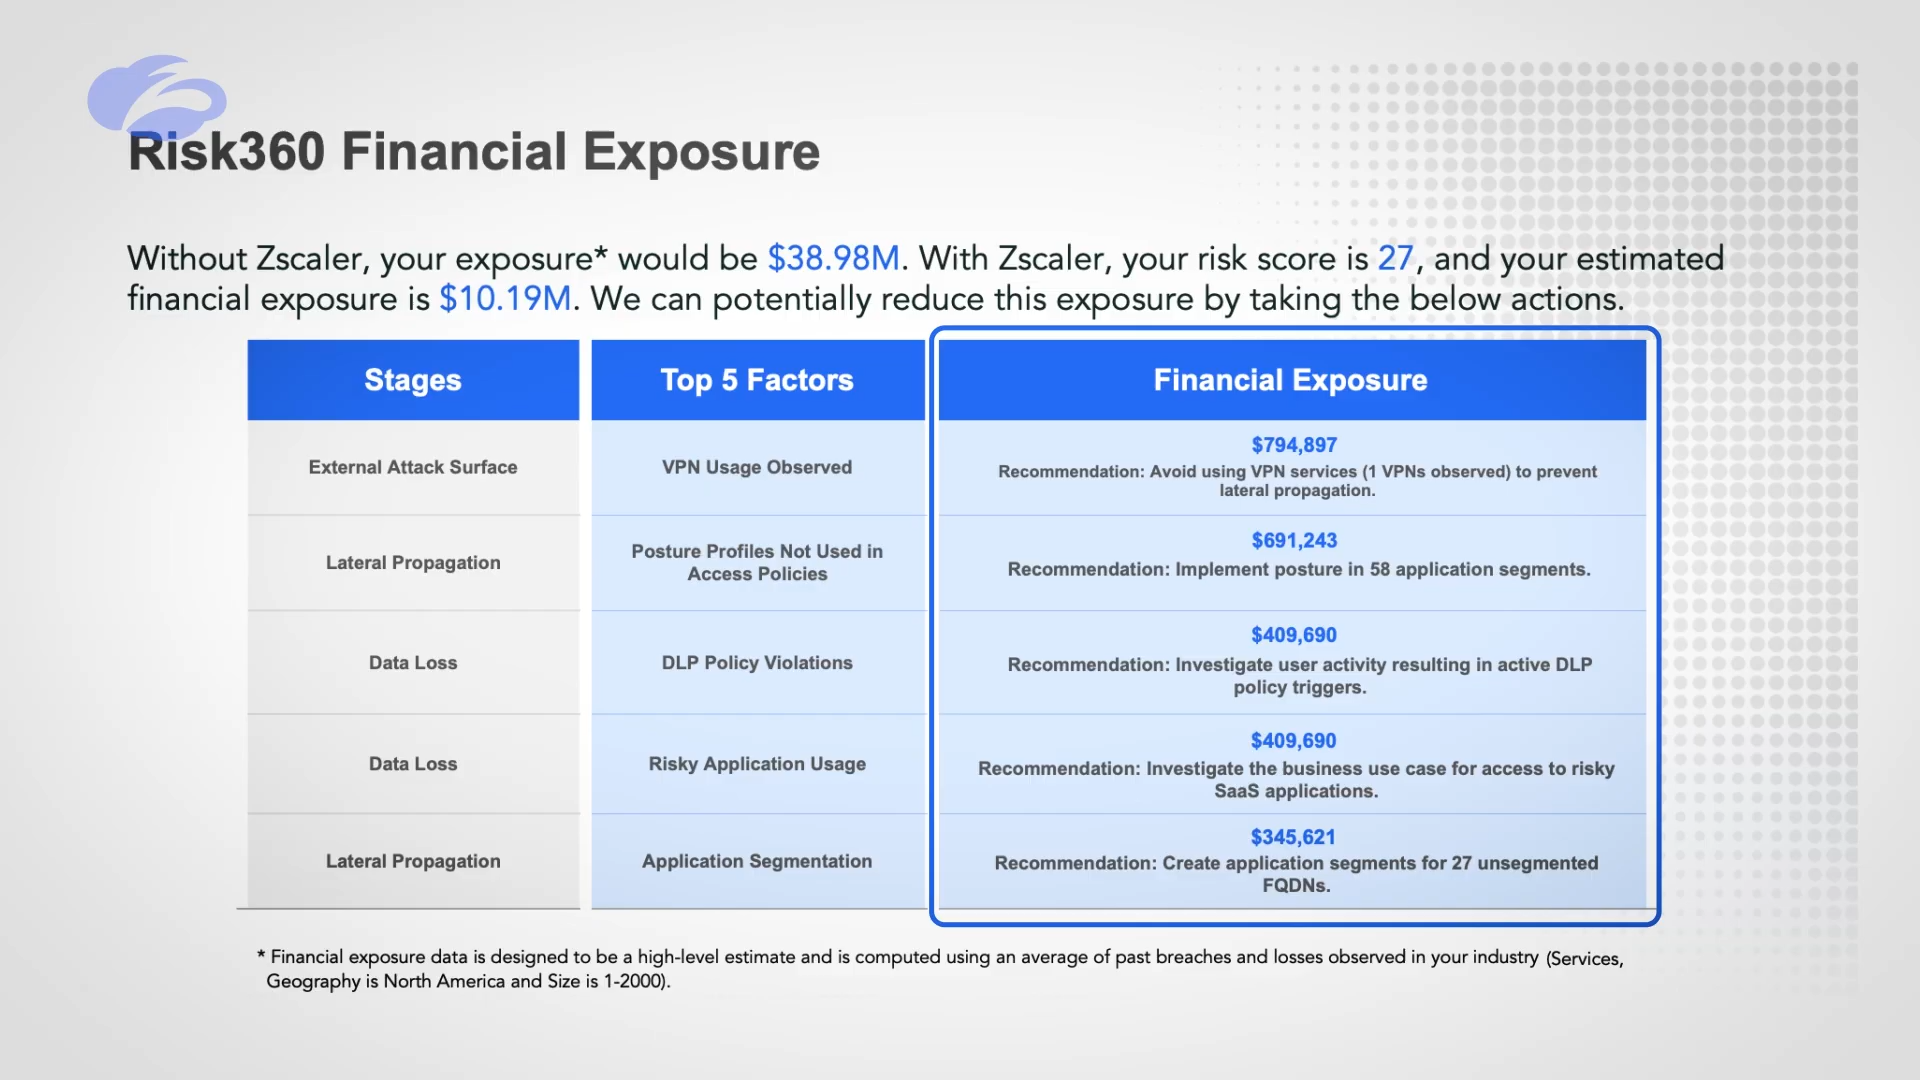 Risk360 Financial Exposure
Without Zscaler, your exposure* would be $38.98M. With Zscaler, your risk score is 27, and your estimated
financial exposure is $10.19M. We can potentially reduce this exposure by taking the below actions.
Stages
Top 5 Factors
Financial Exposure
External Attack Surface
VPN Usage Observed
$794,897
Recommendation: Avoid using VPN services (1 VPNs observed) to prevent
lateral propagation.
Lateral Propagation
Posture Profiles Not Used in
Access Policies
$691,243
Recommendation: Implement posture in 58 application segments.
Data Loss
DLP Policy Violations
$409,690
Recommendation: Investigate user activity resulting in active DLP
policy triggers.
Data Loss
Risky Application Usage
$409,690
Recommendation: Investigate the business use case for access to risky
SaaS applications.
Lateral Propagation
Application Segmentation
$345,621
Recommendation: Create application segments for 27 unsegmented
FQDNs.
* Financial exposure data is designed to be a high-level estimate and is computed using an average of past breaches and losses observed in your industry (Services,
Geography is North America and Size is 1-2000).